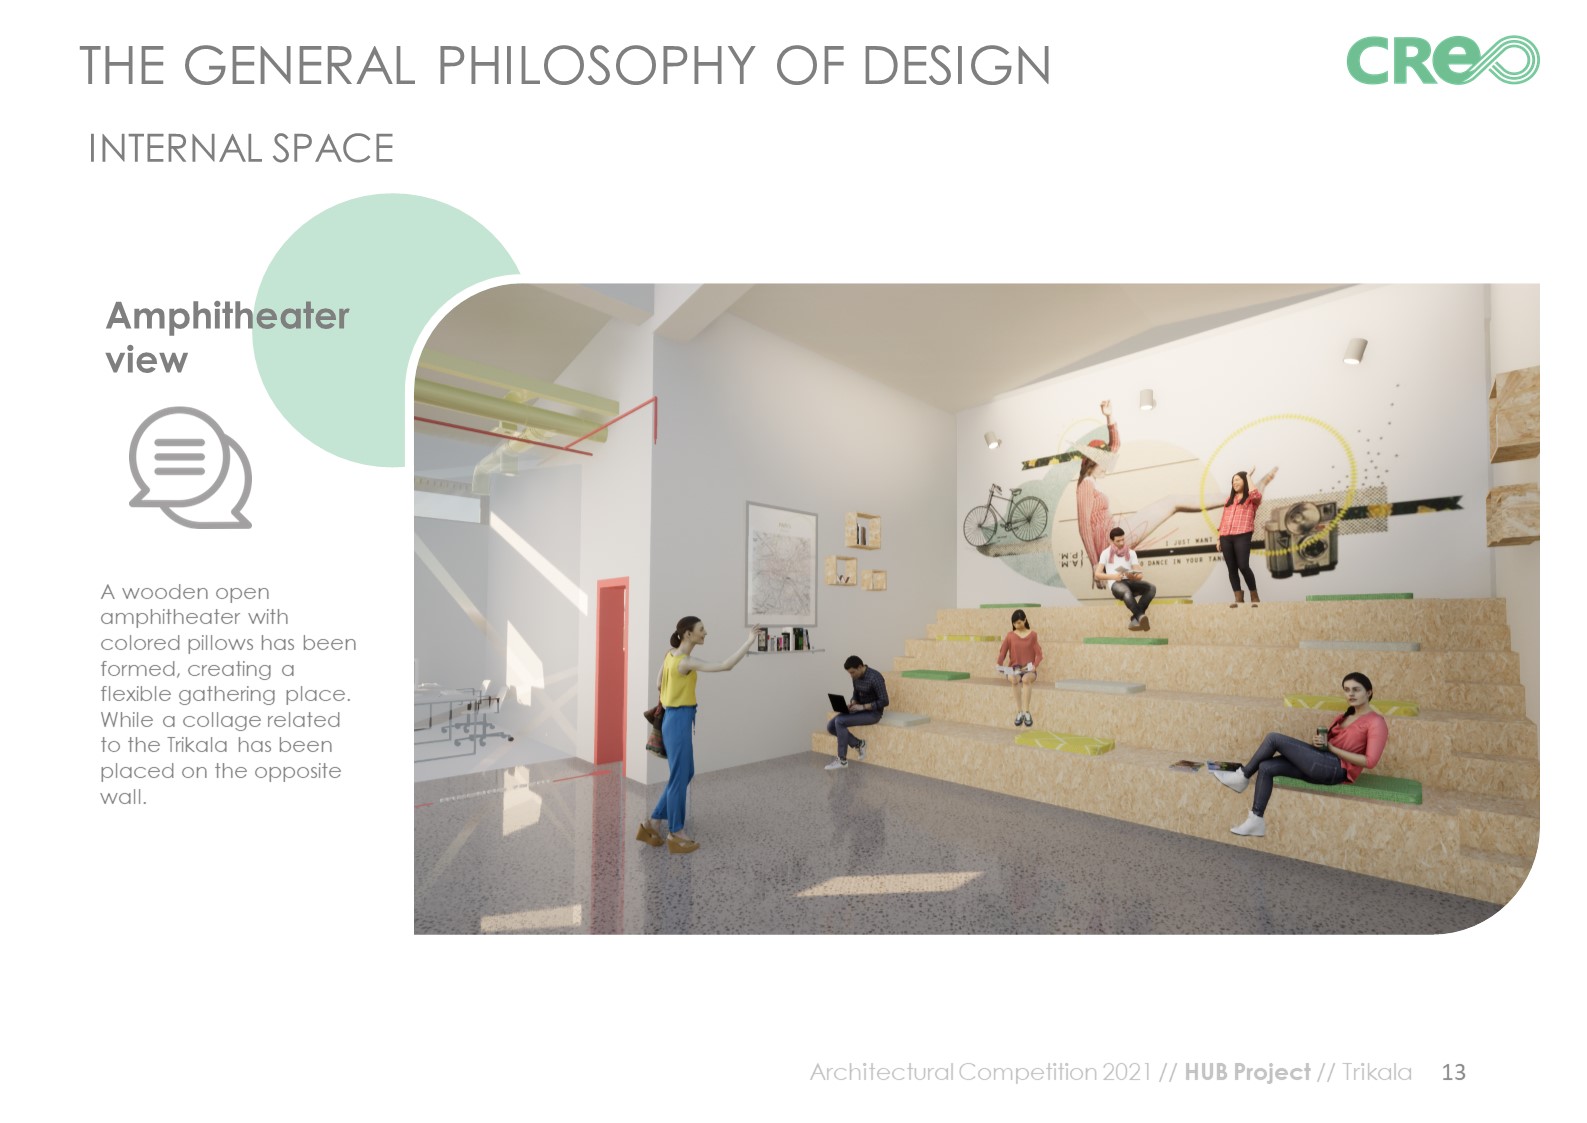 THE GENERAL PHILOSOPHY OF DESIGN
CREO
INTERNAL SPACE
Amphitheater
view
A wooden open
amphitheater with
colored pillows has been
formed, creating a
flexible gathering place.
While a collage related
to the Trikala has been
placed on the opposite
wall.
I JUST WANT
DANCE IN YOUR
Architectural Competition 2021 // HUB Project // Trikala 13